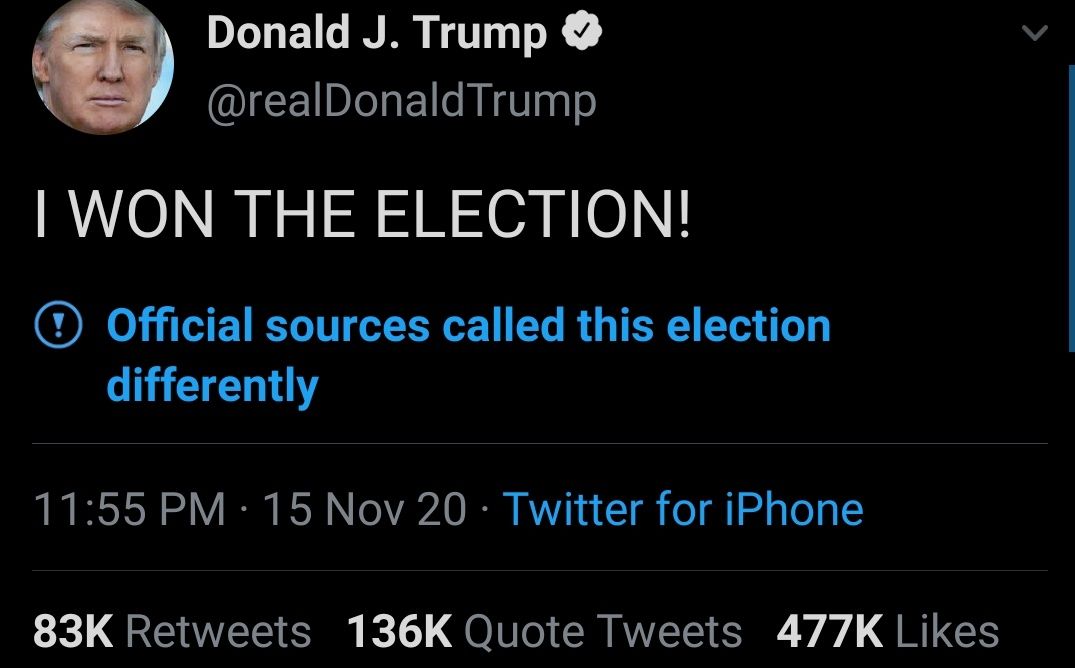 Donald J. Trump
@realDonaldTrump
I WON THE ELECTION!
Official sources called this election
differently
11:55 PM · 15 Nov 20 · Twitter for iPhone
83K Retweets 136K Quote Tweets 477K Likes